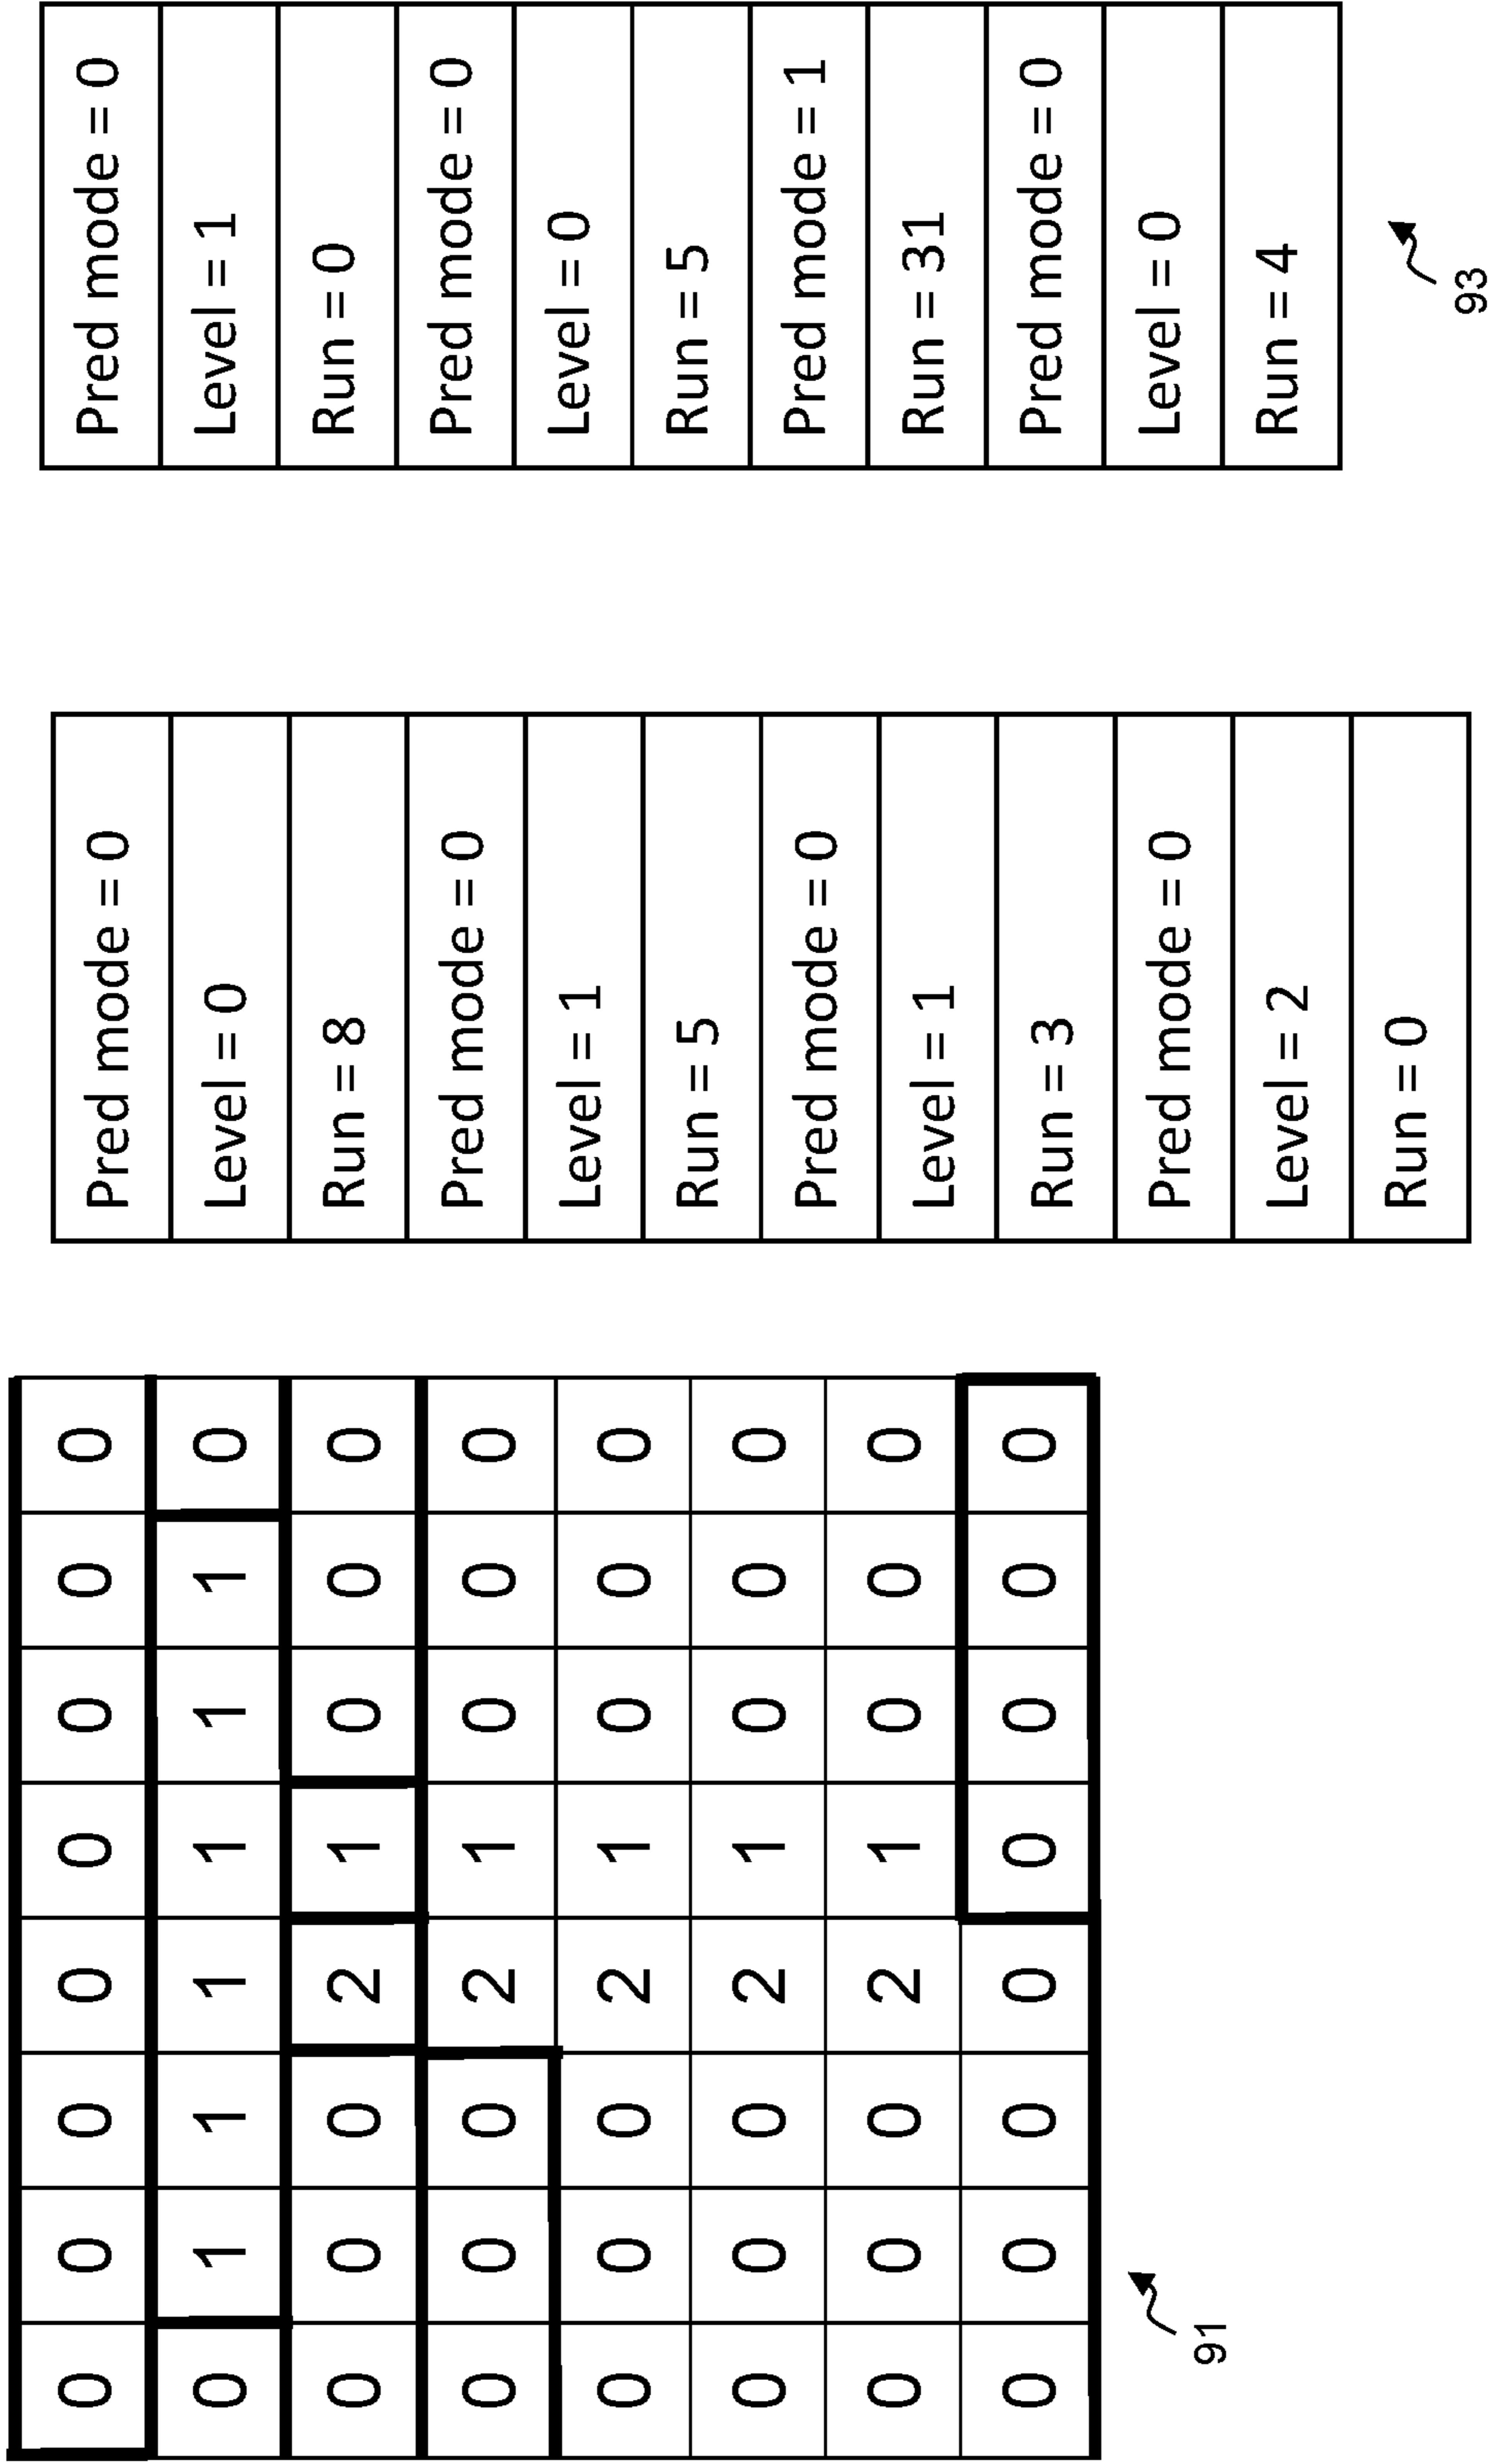 0 0 0 0 0 0 0 0
0 1 1 1 1 1 1 0
0 0 0 2 1 0 0 0
0 0 0 2 1 0 0 0
0 0 0 2 1 0 0 0
0 0 0 2 1 0 0 0
0 0 0 2 1 0 0 0
0 0 0 0 0 0 0 0
91
Pred mode = 0
Level = 0
Run = 8
Pred mode = 0
Level = 1
Run = 5
Pred mode = 0
Level = 1
Run = 3
Pred mode = 0
Level = 2
Run = 0
Pred mode = 0
Level = 1
Run = 0
Pred mode = 0
Level = 0
Run = 5
Pred mode = 1
Run = 31
Pred mode = 0
Level = 0
Run = 4
93